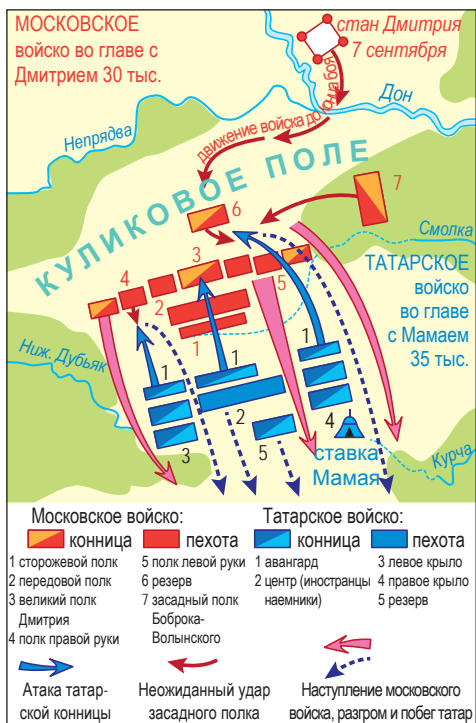 МОСКОВСКОЕ
войско во главе с
Дмитрием 30 тыс.
стан Дмитрия
7 сентября
Дон
Непрядва
движение войска до конца боя
КУЛИКОВОЕ ПОЛЕ
7
6
Смолка
ТАТАРСКОЕ
войско
во главе
с Мамаем
35 тыс.
3
4
5
2
1
Ниж. Дубьяк
1
1
1
2
3
5
4
ставка
Мамая
Курча
Московское войско:
конница
пехота
1 сторожевой полк
2 передовой полк
3 великий полк
Дмитрия
4 полк правой руки
5 полк левой руки
6 резерв
7 засадный полк
Боброка-
Волынского
Татарское войско:
конница
пехота
1 авангард
2 центр (иностранцы
наемники)
3 левое крыло
4 правое крыло
5 резерв
Атака татар-
ской конницы
Неожиданный удар
засадного полка
Наступление московского
войска, разгром и побег татар